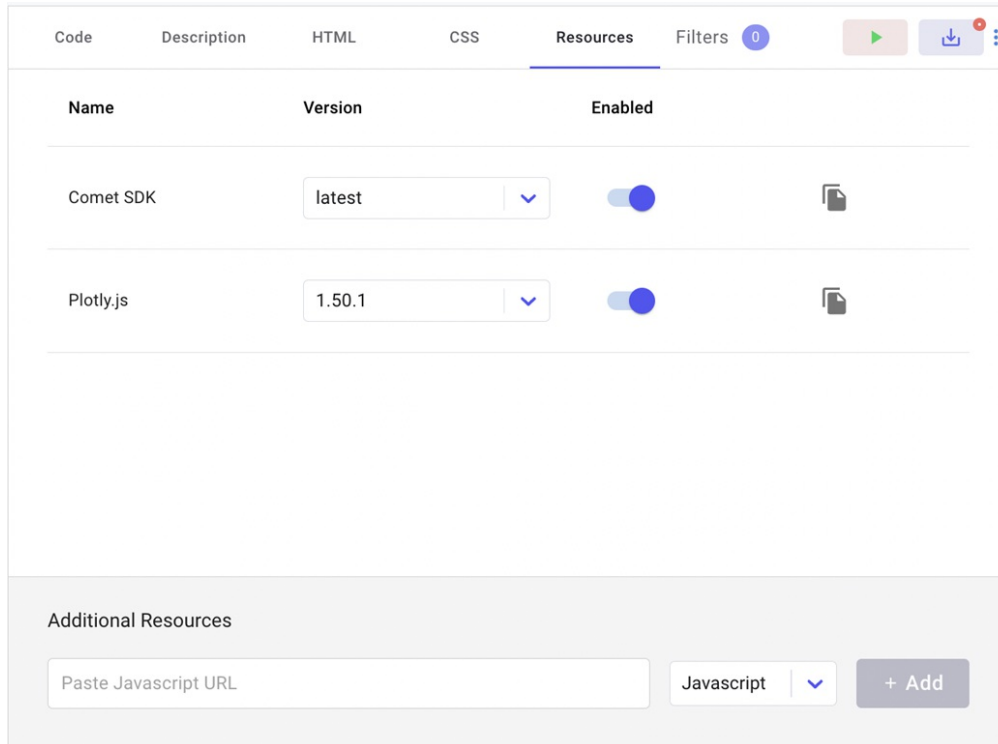 Code Description HTML CSS Resources Filters 0
Name Version Enabled
Comet SDK latest
Plotly.js 1.50.1
Additional Resources
Paste Javascript URL Javascript + Add